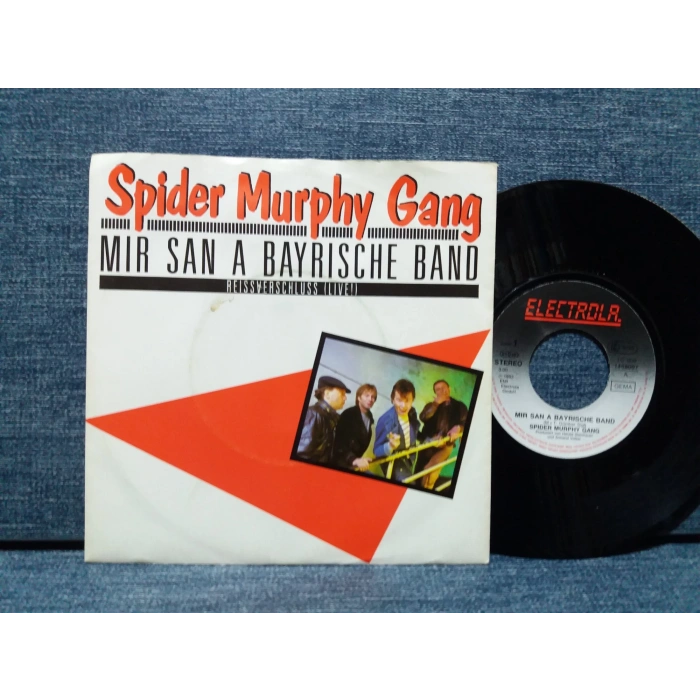 Spider Murphy Gang
MIR SAN A BAYRISCHE BAND
REISSVERSCHLUSS (LIVE!)
ELECTROLA.
STEREO
MIR SAN A BAYRISCHE BAND
SPIDER MURPHY GANG